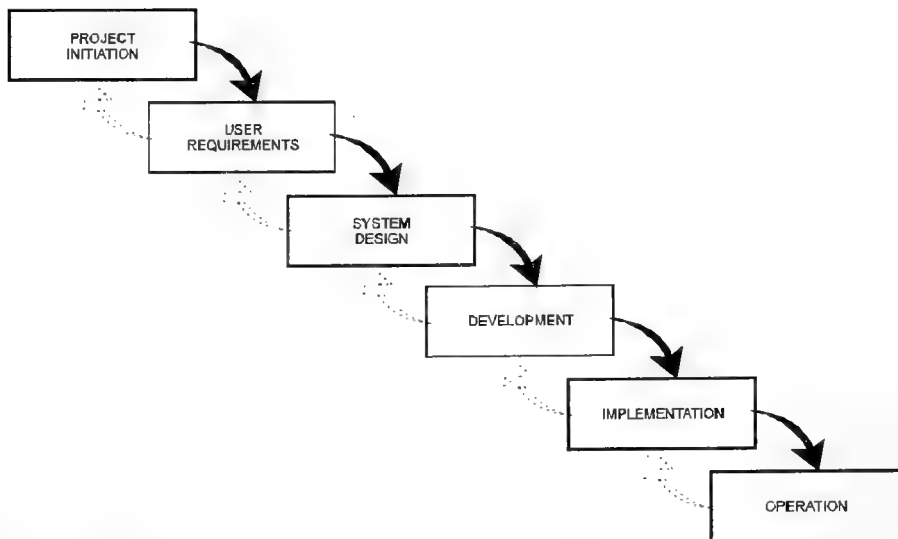 PROJECT
INITIATION
USER
REQUIREMENTS
SYSTEM
DESIGN
DEVELOPMENT
IMPLEMENTATION
OPERATION